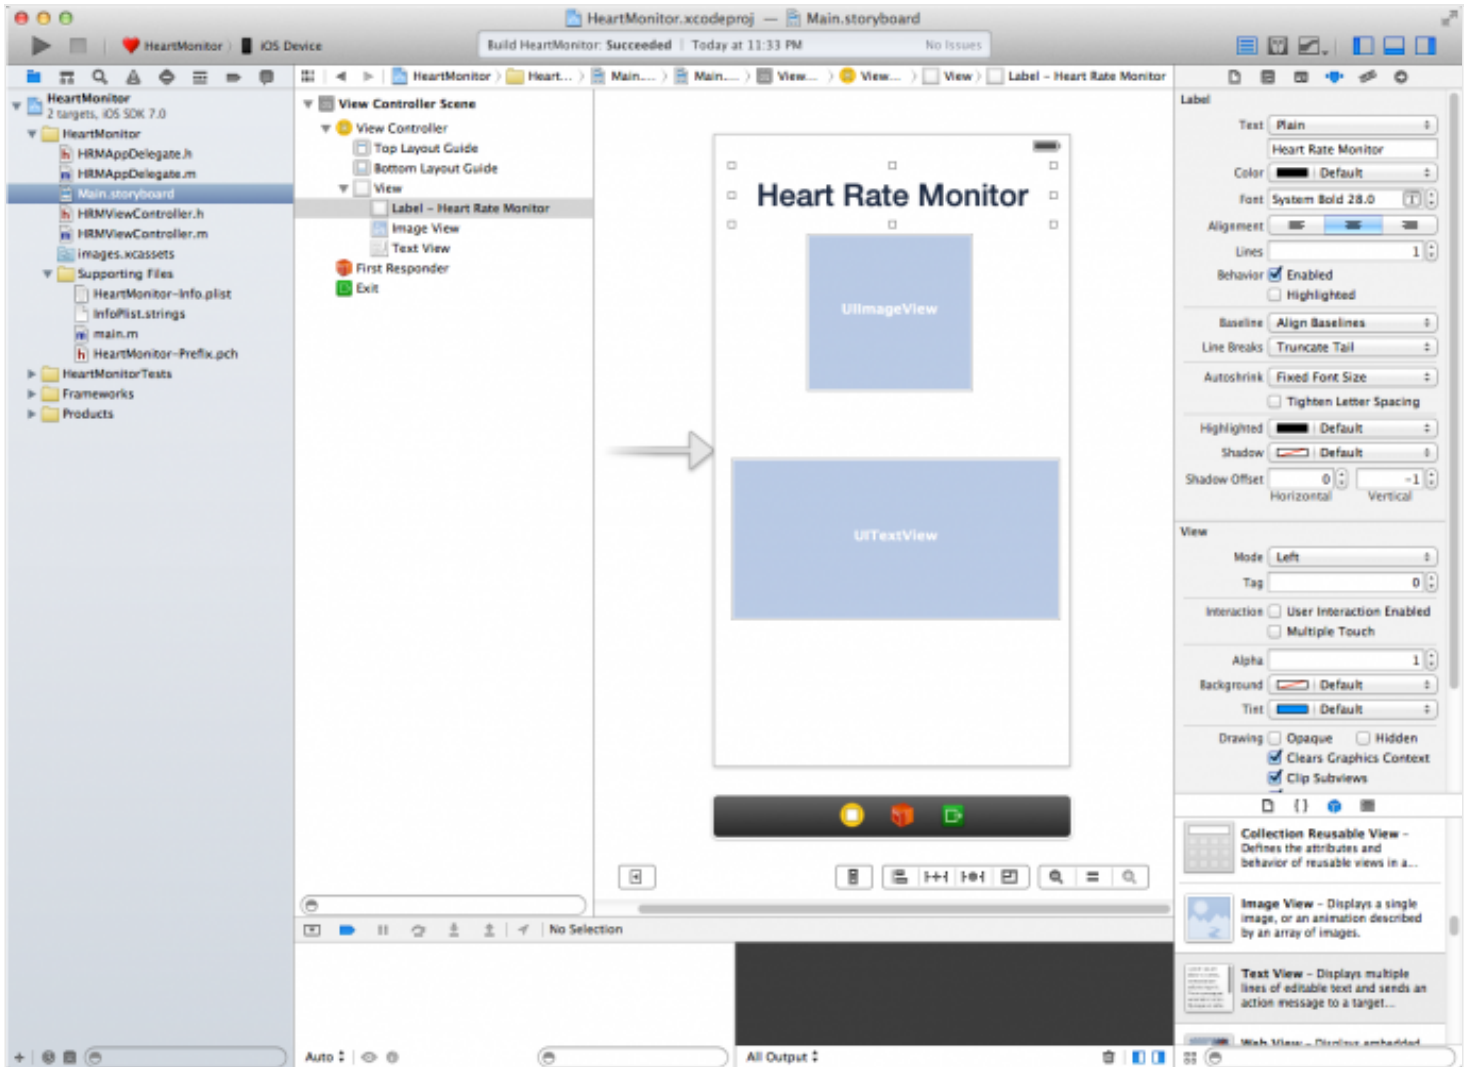 HeartMonitor.xcodeproj — Main.storyboard
HeartMonitor
iOS Device
Build HeartMonitor: Succeeded | Today at 11:33 PM
No Issues
HeartMonitor
Heart...
Main....
Main....
View...
View...
View
Label – Heart Rate Monitor
HeartMonitor
2 targets, iOS SDK 7.0
HeartMonitor
HRMAppDelegate.h
HRMAppDelegate.m
Main.storyboard
HRMViewController.h
HRMViewController.m
Images.xcassets
Supporting Files
HeartMonitor-Info.plist
InfoPlist.strings
main.m
HeartMonitor-Prefix.pch
HeartMonitorTests
Frameworks
Products
View Controller Scene
View Controller
Top Layout Guide
Bottom Layout Guide
View
Label – Heart Rate Monitor
Image View
Text View
First Responder
Exit
Heart Rate Monitor
UIImageView
UITextView
No Selection
Auto
All Output
Label
Text Plain
Heart Rate Monitor
Color Default
Font System Bold 28.0
Alignment
Lines 1
Behavior Enabled
Highlighted
Baseline Align Baselines
Line Breaks Truncate Tail
Autoshrink Fixed Font Size
Tighten Letter Spacing
Highlighted Default
Shadow Default
Shadow Offset 0 -1
Horizontal Vertical
View
Mode Left
Tag 0
Interaction User Interaction Enabled
Multiple Touch
Alpha 1
Background Default
Tint Default
Drawing Opaque Hidden
Clears Graphics Context
Clip Subviews
Collection Reusable View –
Defines the attributes and
behavior of reusable views in a...
Image View – Displays a single
image, or an animation described
by an array of images.
Text View – Displays multiple
lines of editable text and sends an
action message to a target...
Web View – Displays embedded